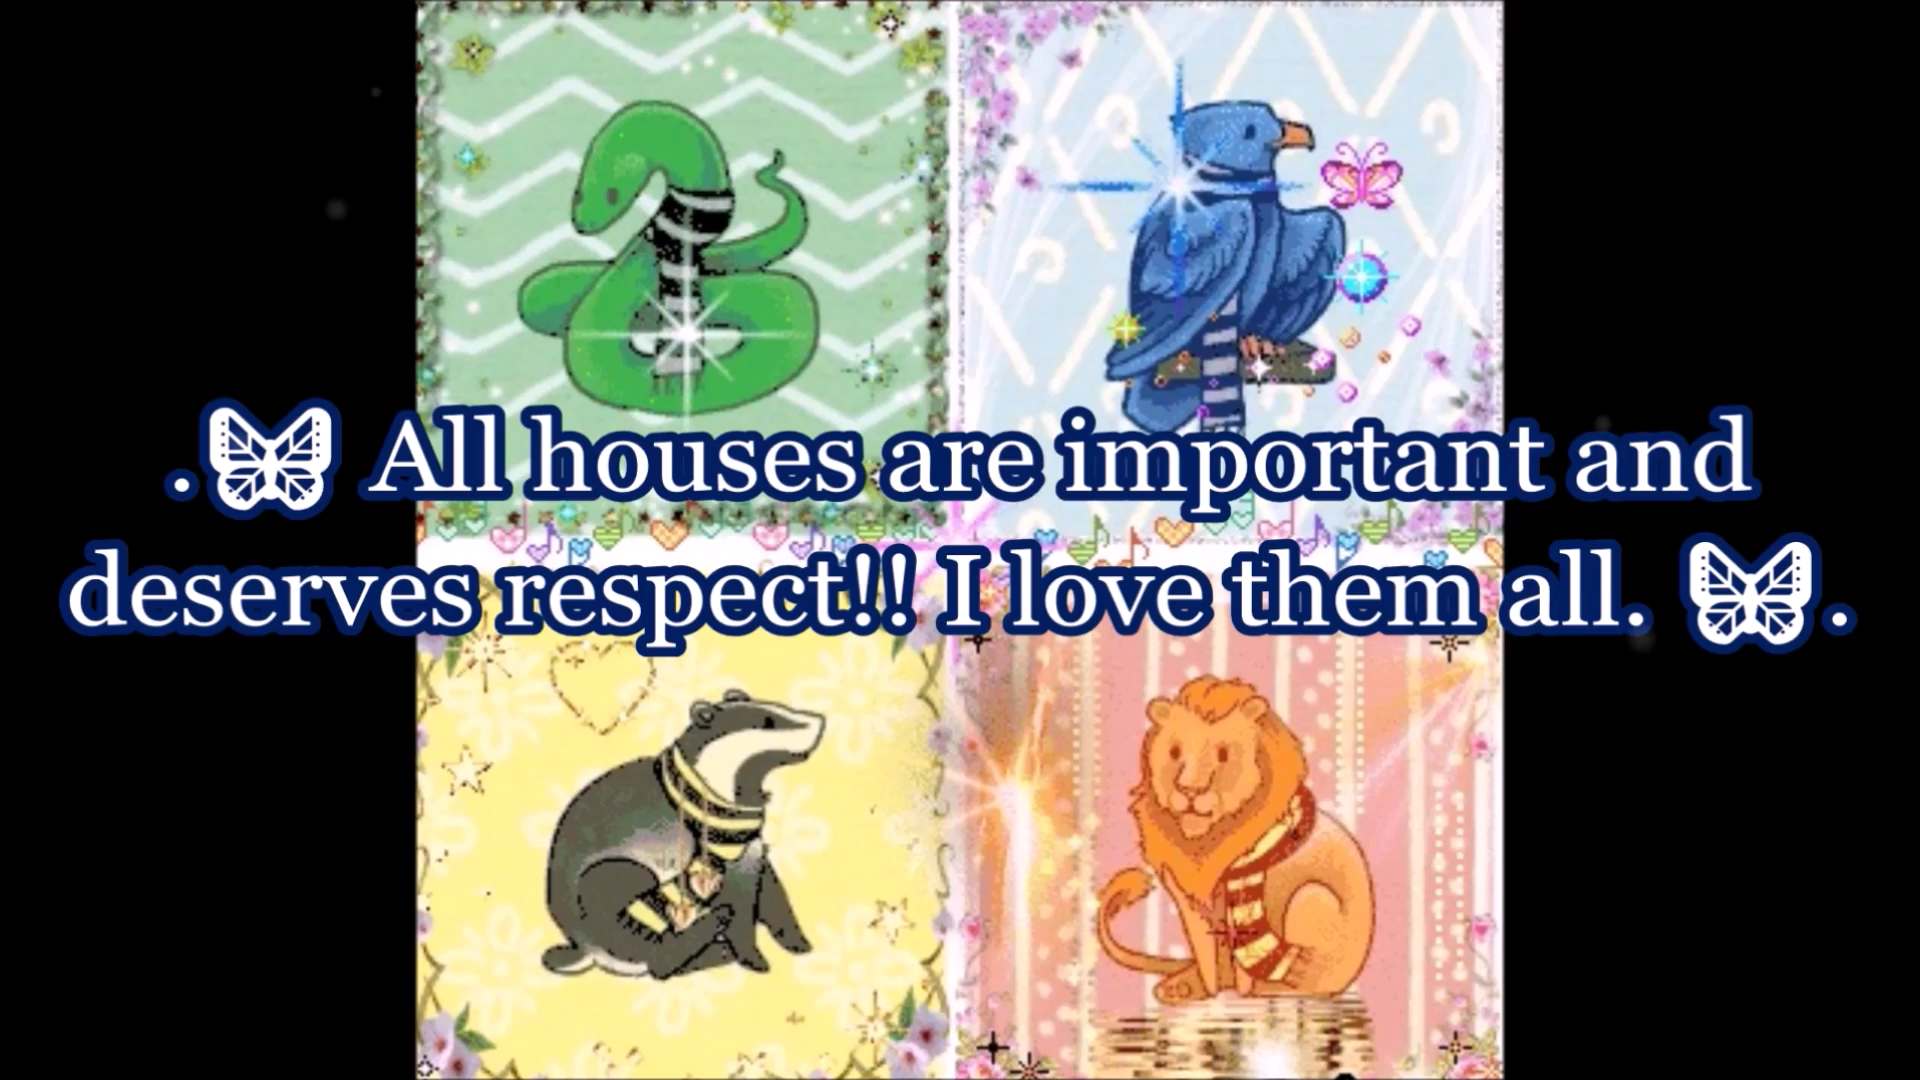 .🦋 All houses are important and
deserves respect!! I love them all. 🦋.